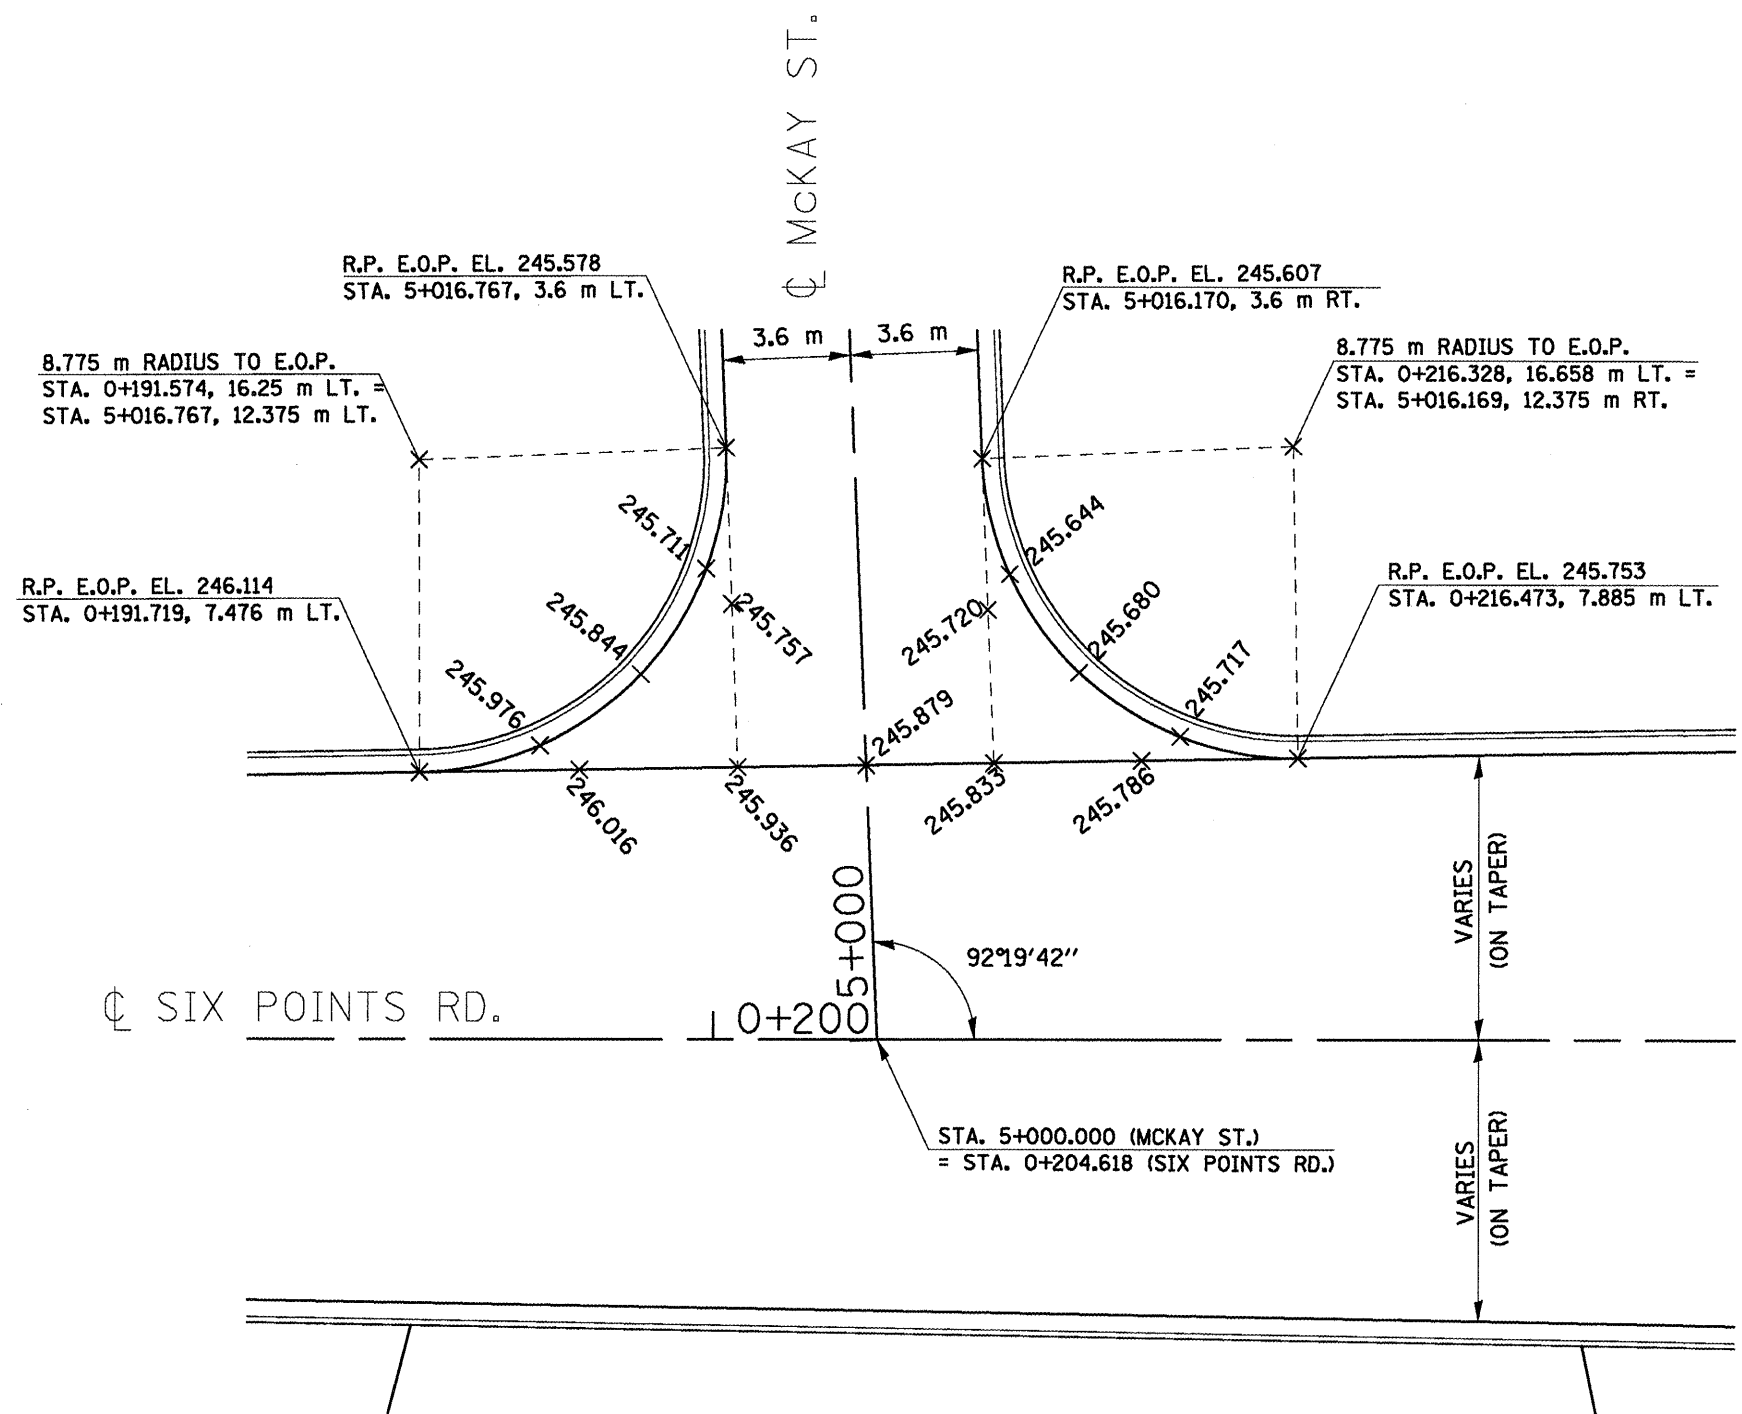 ℄ McKAY ST.
R.P. E.O.P. EL. 245.578
STA. 5+016.767, 3.6 m LT.
R.P. E.O.P. EL. 245.607
STA. 5+016.170, 3.6 m RT.
3.6 m
3.6 m
8.775 m RADIUS TO E.O.P.
STA. 0+191.574, 16.25 m LT. =
STA. 5+016.767, 12.375 m LT.
8.775 m RADIUS TO E.O.P.
STA. 0+216.328, 16.658 m LT. =
STA. 5+016.169, 12.375 m RT.
245.711
245.644
R.P. E.O.P. EL. 246.114
STA. 0+191.719, 7.476 m LT.
R.P. E.O.P. EL. 245.753
STA. 0+216.473, 7.885 m LT.
245.844
245.757
245.720
245.680
245.976
245.879
245.717
246.016
245.936
245.833
245.786
5+000
92°19'42''
VARIES
(ON TAPER)
℄ SIX POINTS RD.
0+200
STA. 5+000.000 (MCKAY ST.)
= STA. 0+204.618 (SIX POINTS RD.)
VARIES
(ON TAPER)